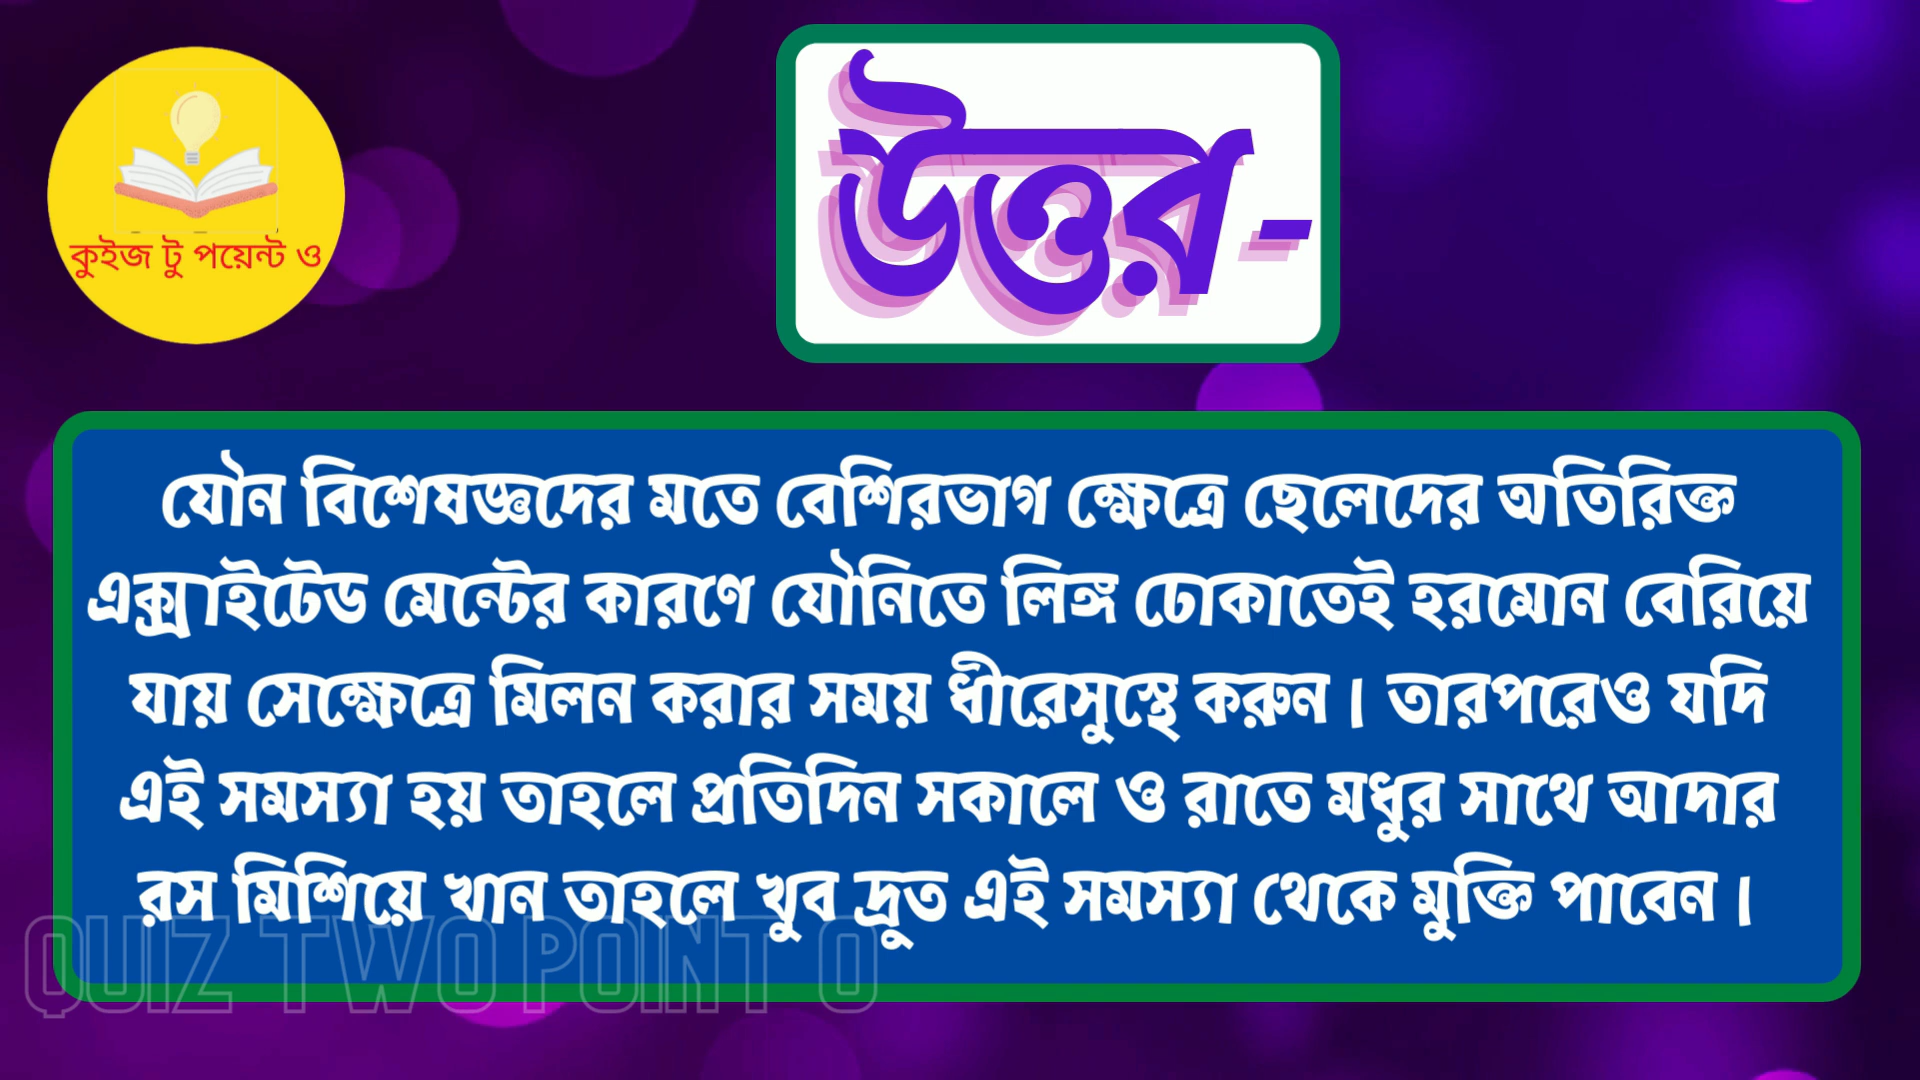 কুইজ টু পয়েন্ট ও
উত্তর -
যৌন বিশেষজ্ঞদের মতে বেশিরভাগ ক্ষেত্রে ছেলেদের অতিরিক্ত
এক্সাইটেড মেন্টের কারণে যৌনিতে লিঙ্গ ঢোকাতেই হরমোন বেরিয়ে
যায় সেক্ষেত্রে মিলন করার সময় ধীরেসুস্থে করুন । তারপরেও যদি
এই সমস্যা হয় তাহলে প্রতিদিন সকালে ও রাতে মধুর সাথে আদার
রস মিশিয়ে খান তাহলে খুব দ্রুত এই সমস্যা থেকে মুক্তি পাবেন ।
QUIZ TWO POINT O